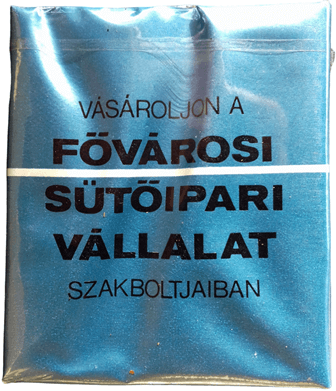 VÁSÁROLJON A
FŐVÁROSI
SÜTŐIPARI
VÁLLALAT
SZAKBOLTJAIBAN